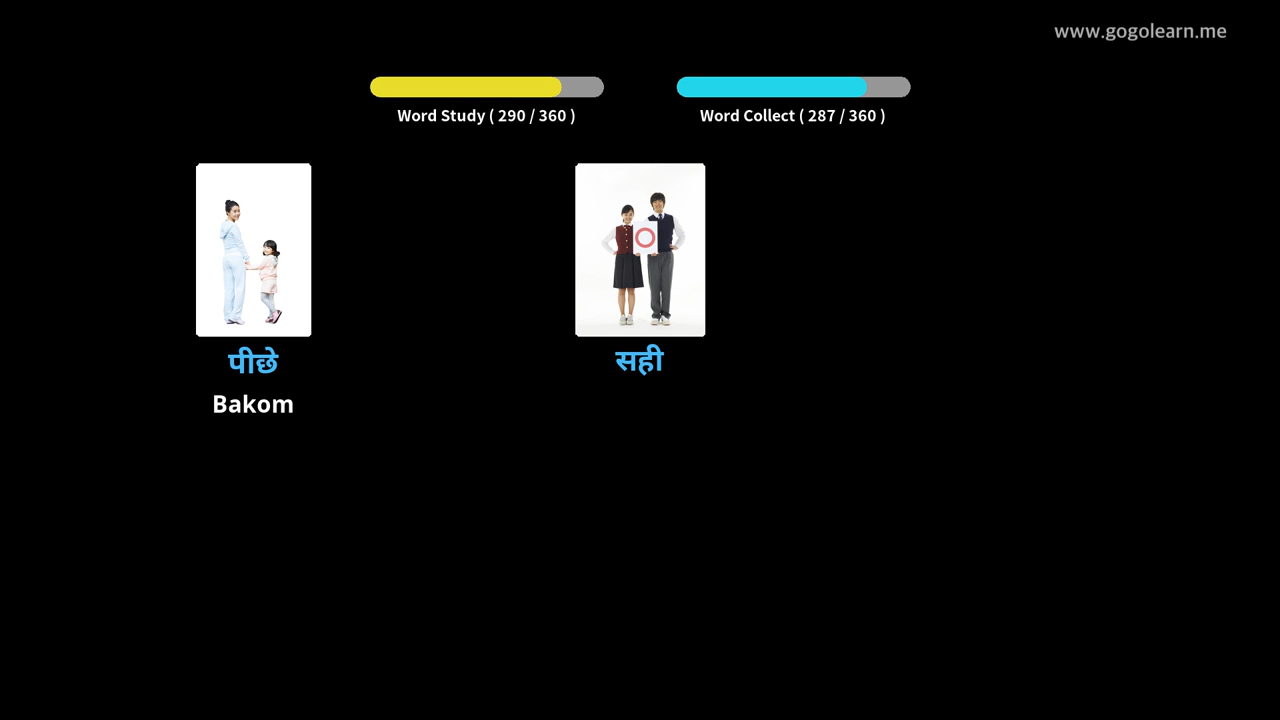 www.gogolearn.me
Word Study ( 290 / 360 )
Word Collect ( 287 / 360 )
पीछे
Bakom
सही